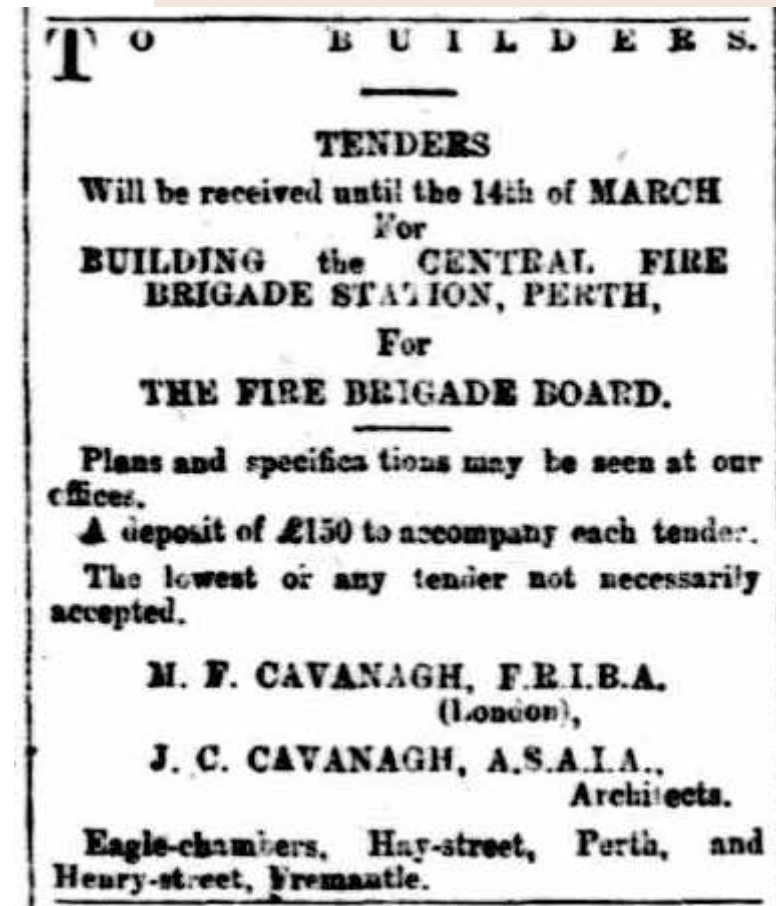 TO BUILDERS.
TENDERS
Will be received until the 14th of MARCH
For
BUILDING the CENTRAL FIRE
BRIGADE STATION, PERTH,
For
THE FIRE BRIGADE BOARD.
Plans and specifica tions may be seen at our
offices.
A deposit of £150 to accompany each tender.
The lowest or any tender not necessarily
accepted.
M. F. CAVANAGH, F.R.I.B.A.
(London),
J. C. CAVANAGH, A.S.A.I.A.,
Architects.
Eagle-chambers, Hay-street, Perth, and
Henry-street, Fremantle.